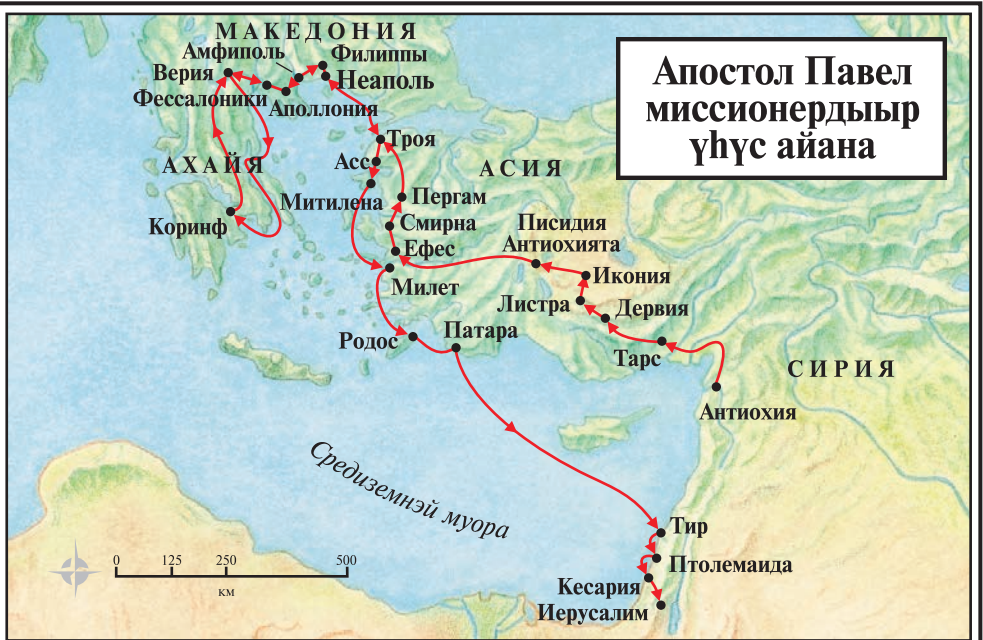 Апостол Павел
миссионердыыр
үһүс айана
МАКЕДОНИЯ
Амфиполь
Филиппы
Верия
Неаполь
Фессалоники
Аполлония
Троя
АХАЙЯ
Асс
АСИЯ
Митилена
Пергам
Коринф
Смирна
Писидия
Антиохията
Ефес
Икония
Милет
Листра
Дервия
Родос
Патара
Тарс
СИРИЯ
Антиохия
Средиземнэй муора
Тир
Птолемаида
Кесария
Иерусалим
0 125 250 500
км